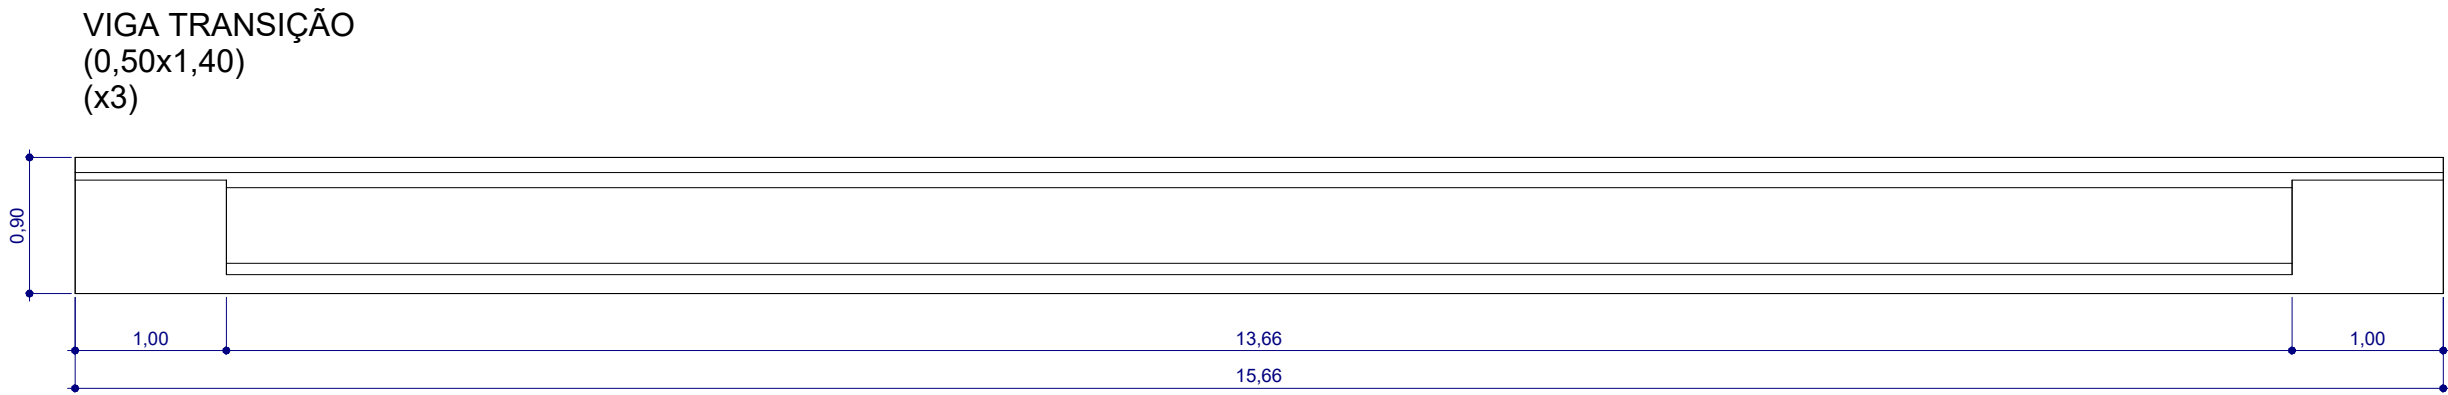 VIGA TRANSIÇÃO
(0,50x1,40)
(x3)
0,90
1,00
13,66
1,00
15,66